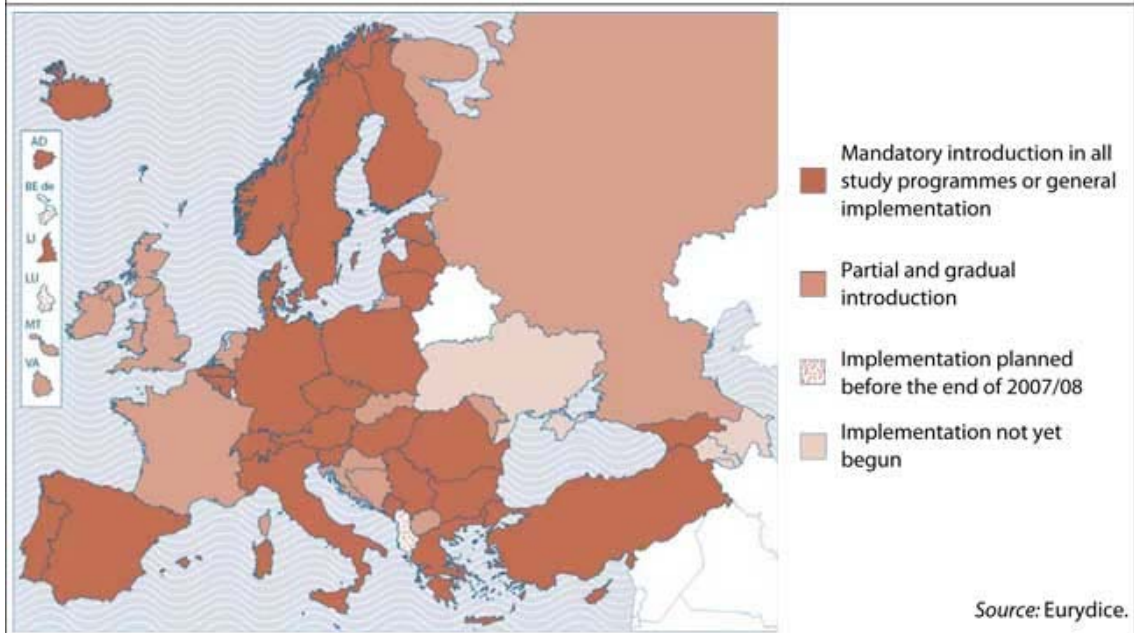 AD
BE de
LI
LU
MT
VA
Mandatory introduction in all
study programmes or general
implementation
Partial and gradual
introduction
Implementation planned
before the end of 2007/08
Implementation not yet
begun
Source: Eurydice.